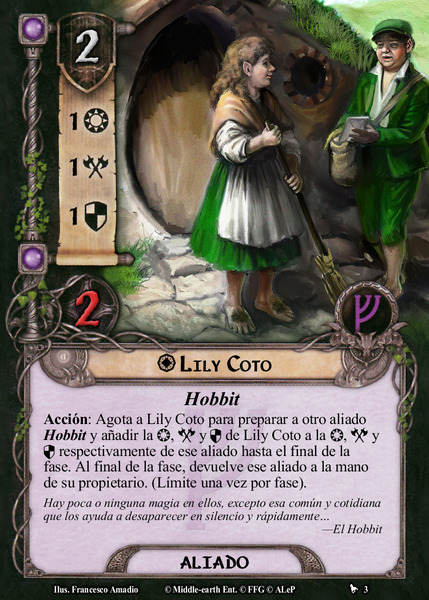 2
1
1
1
2
Lily Coto
Hobbit
Acción: Agota a Lily Coto para preparar a otro aliado
Hobbit y añadir la , y de Lily Coto a la , y
respectivamente de ese aliado hasta el final de la
fase. Al final de la fase, devuelve ese aliado a la mano
de su propietario. (Límite una vez por fase).
Hay poco o ninguna magia en ellos, excepto esa común y cotidiana
que los ayuda a desaparecer en silencio y rápidamente…
—El Hobbit
ALIADO
Ilus. Francesco Amadio © Middle-earth Ent. © FFG © ALeP 3